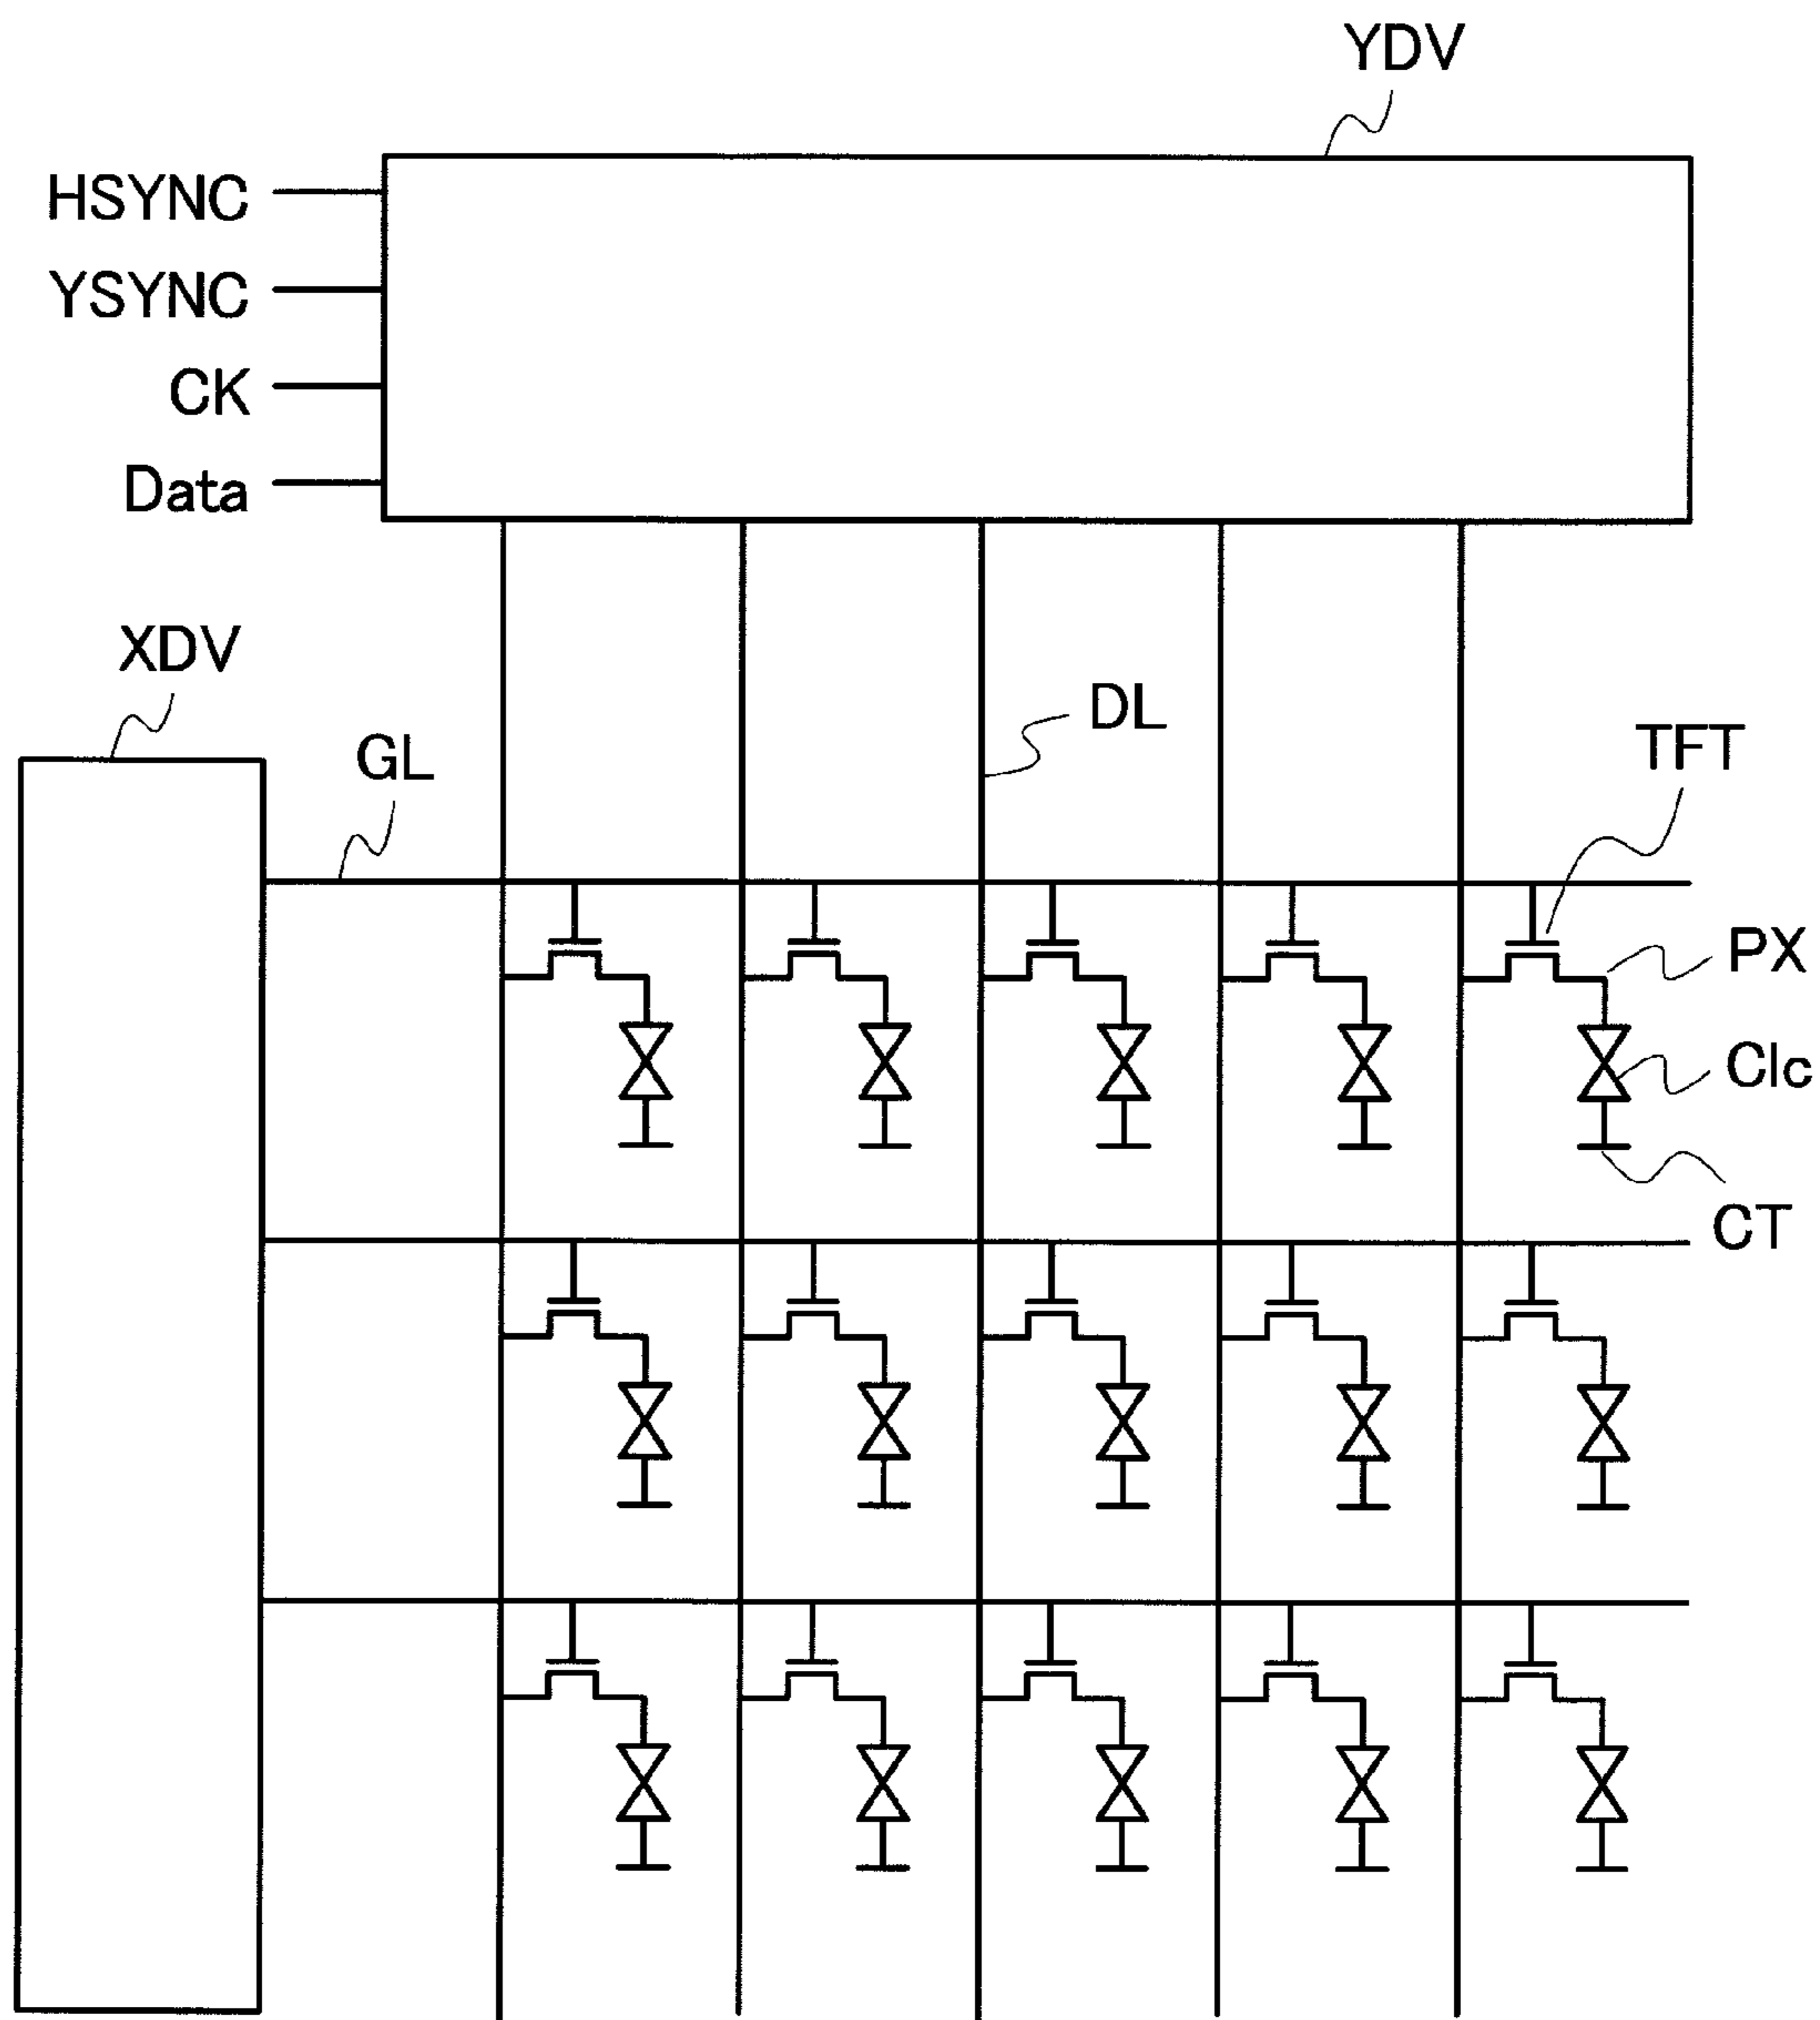 YDV
HSYNC
YSYNC
CK
Data
XDV
DL
GL
TFT
PX
Clc
CT